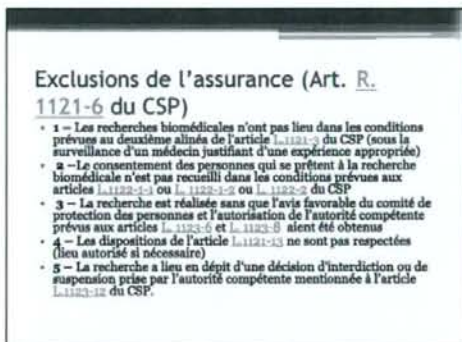 Exclusions de l'assurance (Art. R.
1121-6 du CSP)
• 1 – Les recherches biomédicales n'ont pas lieu dans les conditions
prévues au deuxième alinéa de l'article L.1121-3 du CSP (sous la
surveillance d'un médecin justifiant d'une expérience appropriée)
• 2 – Le consentement des personnes qui se prêtent à la recherche
biomédicale n'est pas recueilli dans les conditions prévues aux
articles L.1122-1-1 ou L. 1122-1-2 ou L. 1122-2 du CSP
• 3 – La recherche est réalisée sans que l'avis favorable du comité de
protection des personnes et l'autorisation de l'autorité compétente
prévus aux articles L. 1123-6 et L. 1123-8 aient été obtenus
• 4 – Les dispositions de l'article L.1121-13 ne sont pas respectées
(lieu autorisé si nécessaire)
• 5 – La recherche a lieu en dépit d'une décision d'interdiction ou de
suspension prise par l'autorité compétente mentionnée à l'article
L.1123-12 du CSP.